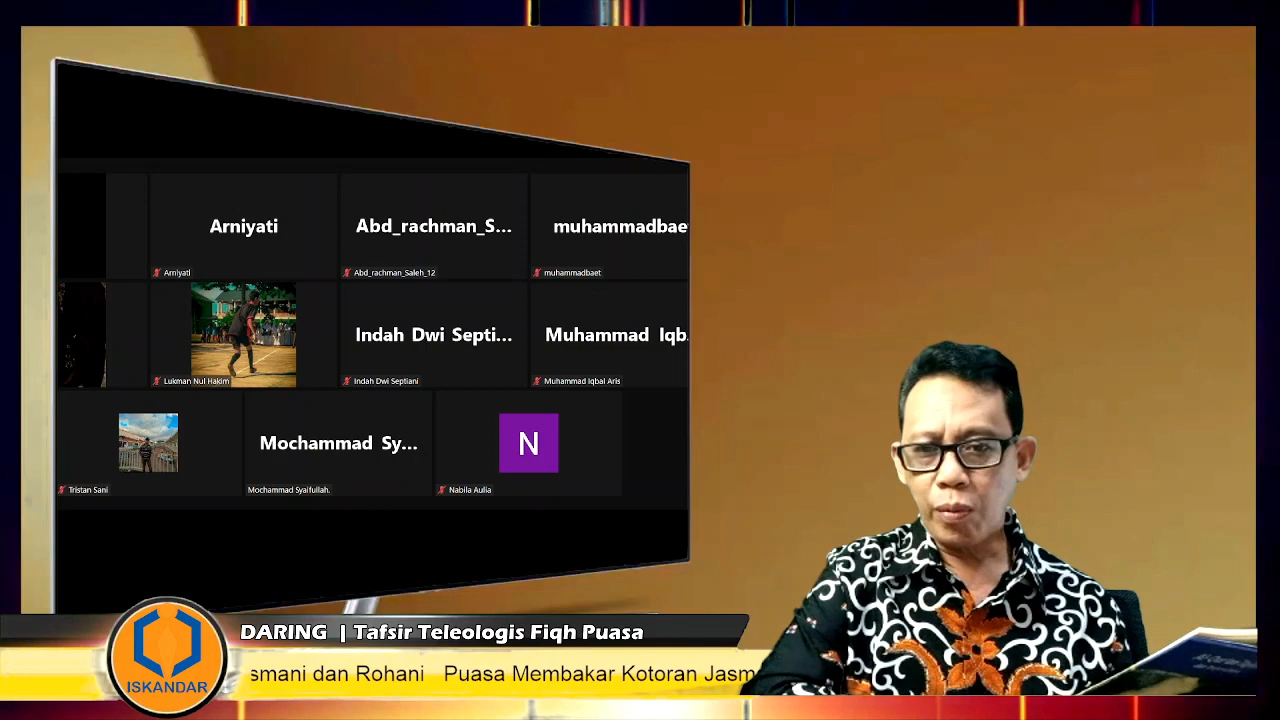 Arniyati
Abd_rachman_S...
muhammadbae
Arniyati
Abd_rachman_Saleh_12
muhammadbaet
Indah Dwi Septi...
Muhammad Iqb.
Lukman Nul Hakim
Indah Dwi Septiani
Muhammad Iqbal Aris
Mochammad Sy...
N
Tristan Sani
Mochammad Syaifullah.
Nabila Aulia
DARING | Tafsir Teleologis Fiqh Puasa
smani dan Rohani Puasa Membakar Kotoran Jasm
ISKANDAR